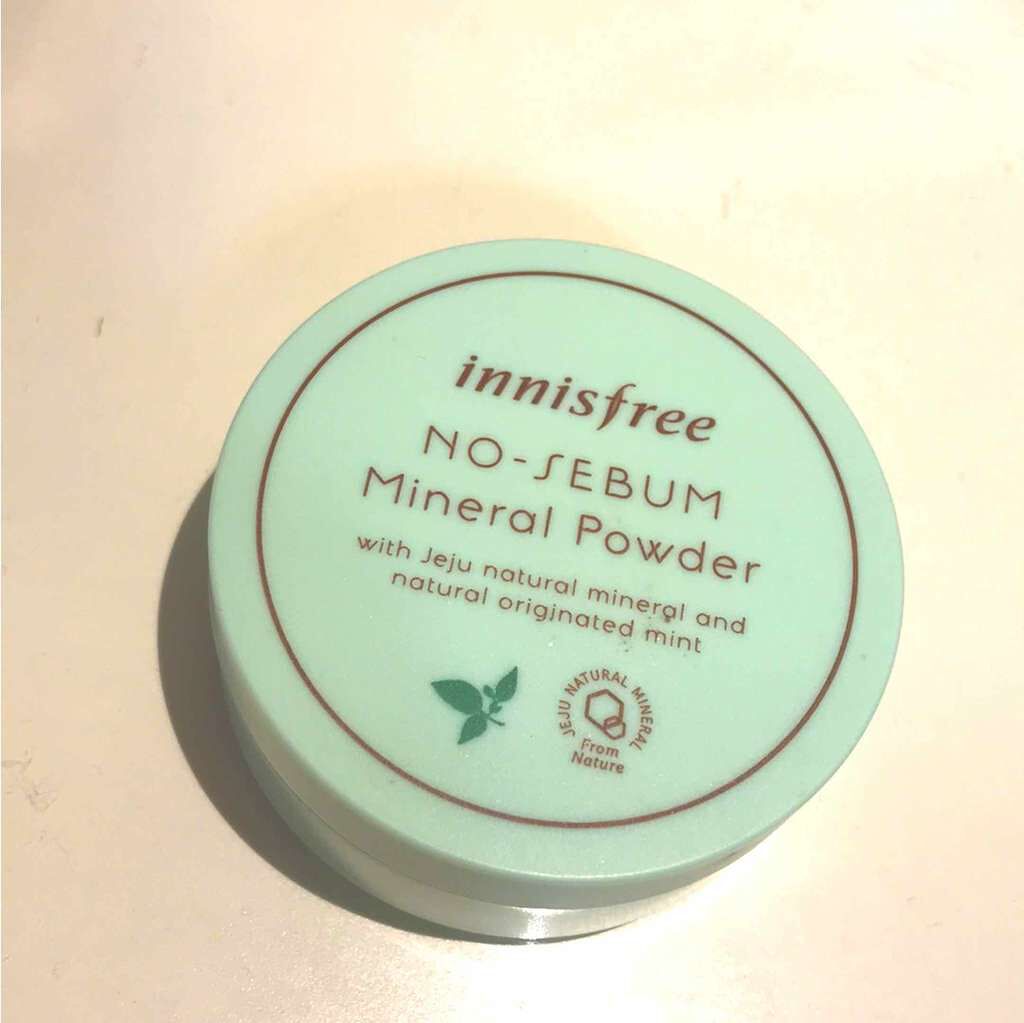 innisfree
NO-SEBUM
Mineral Powder
with Jeju natural mineral and
natural originated mint
JEJU NATURAL MINERAL
From
Nature